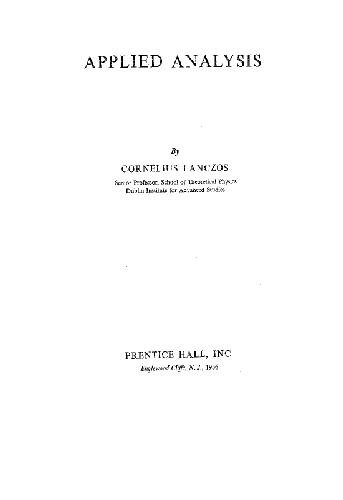 APPLIED ANALYSIS
By
CORNELIUS LANCZOS
Senior Professor, School of Theoretical Physics
Dublin Institute for Advanced Studies
PRENTICE HALL, INC
Englewood Cliffs, N. J.,